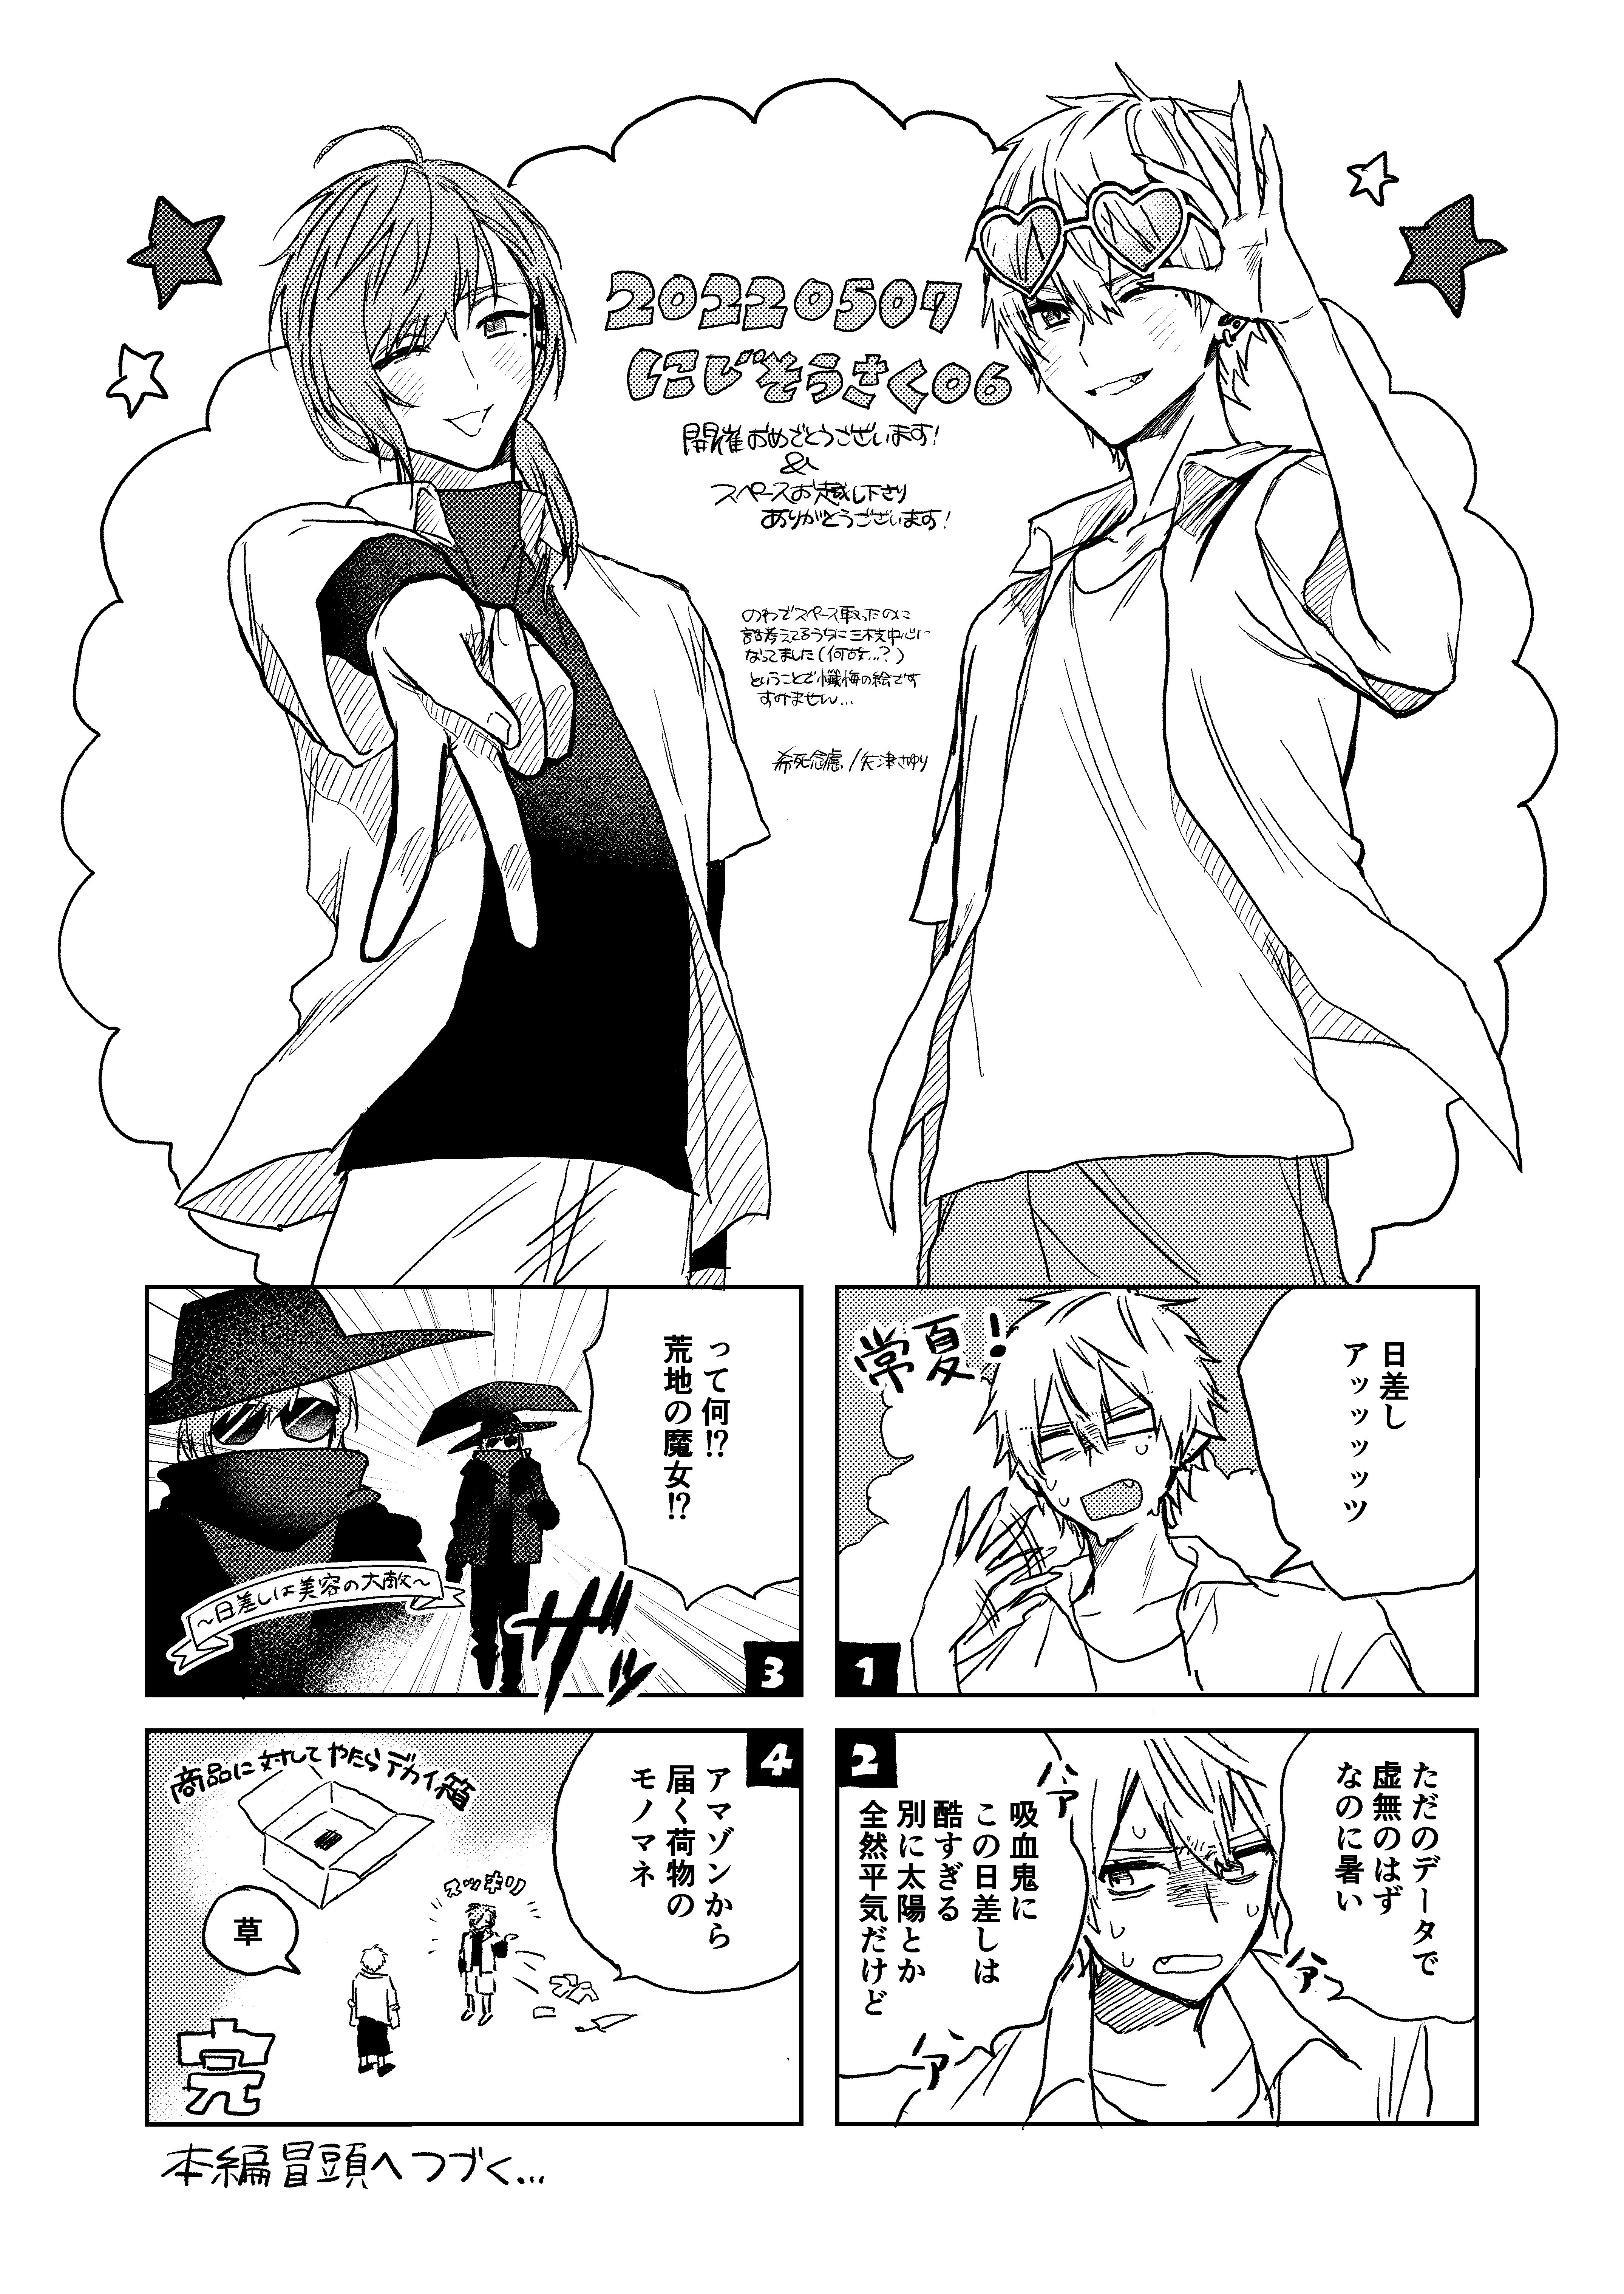 20220507
にじそうさく06
開催おめでとうございます!
&
スペースお越し下さり
ありがとうございます!
のわでスペース取ったのに
話考えてるうちに三枝中心に
なってました(何故…?)
ということで懺悔の絵です
すみません…
希死念慮/矢津さゆり
日差し
アッッッッツ
常夏!
1
ただのデータで
虚無のはず
なのに暑い
ハァ
吸血鬼に
この日差しは
酷すぎる
別に太陽とか
全然平気だけど
ハァ
ハァ
2
って何!?
荒地の魔女!?
~日差しは美容の大敵~
ザッ
3
4
アマゾンから
届く荷物の
モノマネ
商品に対してやたらデカイ箱
スッキリ
草
完
本編冒頭へつづく…